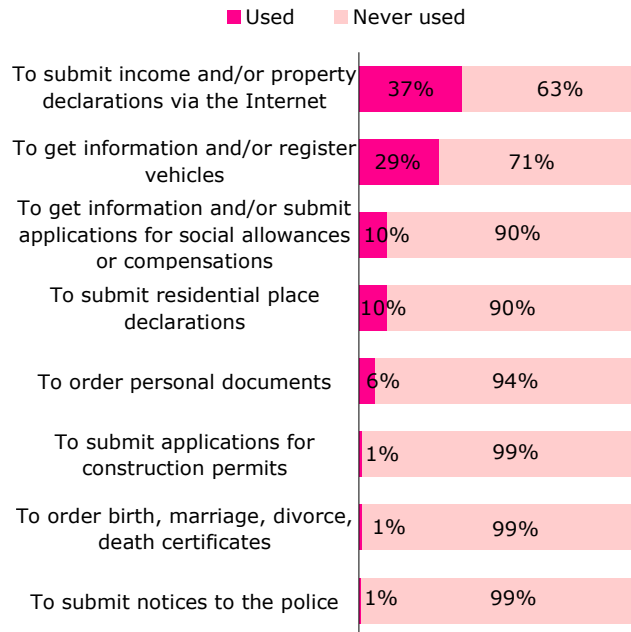 Used Never used
To submit income and/or property
declarations via the Internet
37% 63%
To get information and/or register
vehicles
29% 71%
To get information and/or submit
applications for social allowances
or compensations
10% 90%
To submit residential place
declarations
10% 90%
To order personal documents
6% 94%
To submit applications for
construction permits
1% 99%
To order birth, marriage, divorce,
death certificates
1% 99%
To submit notices to the police
1% 99%